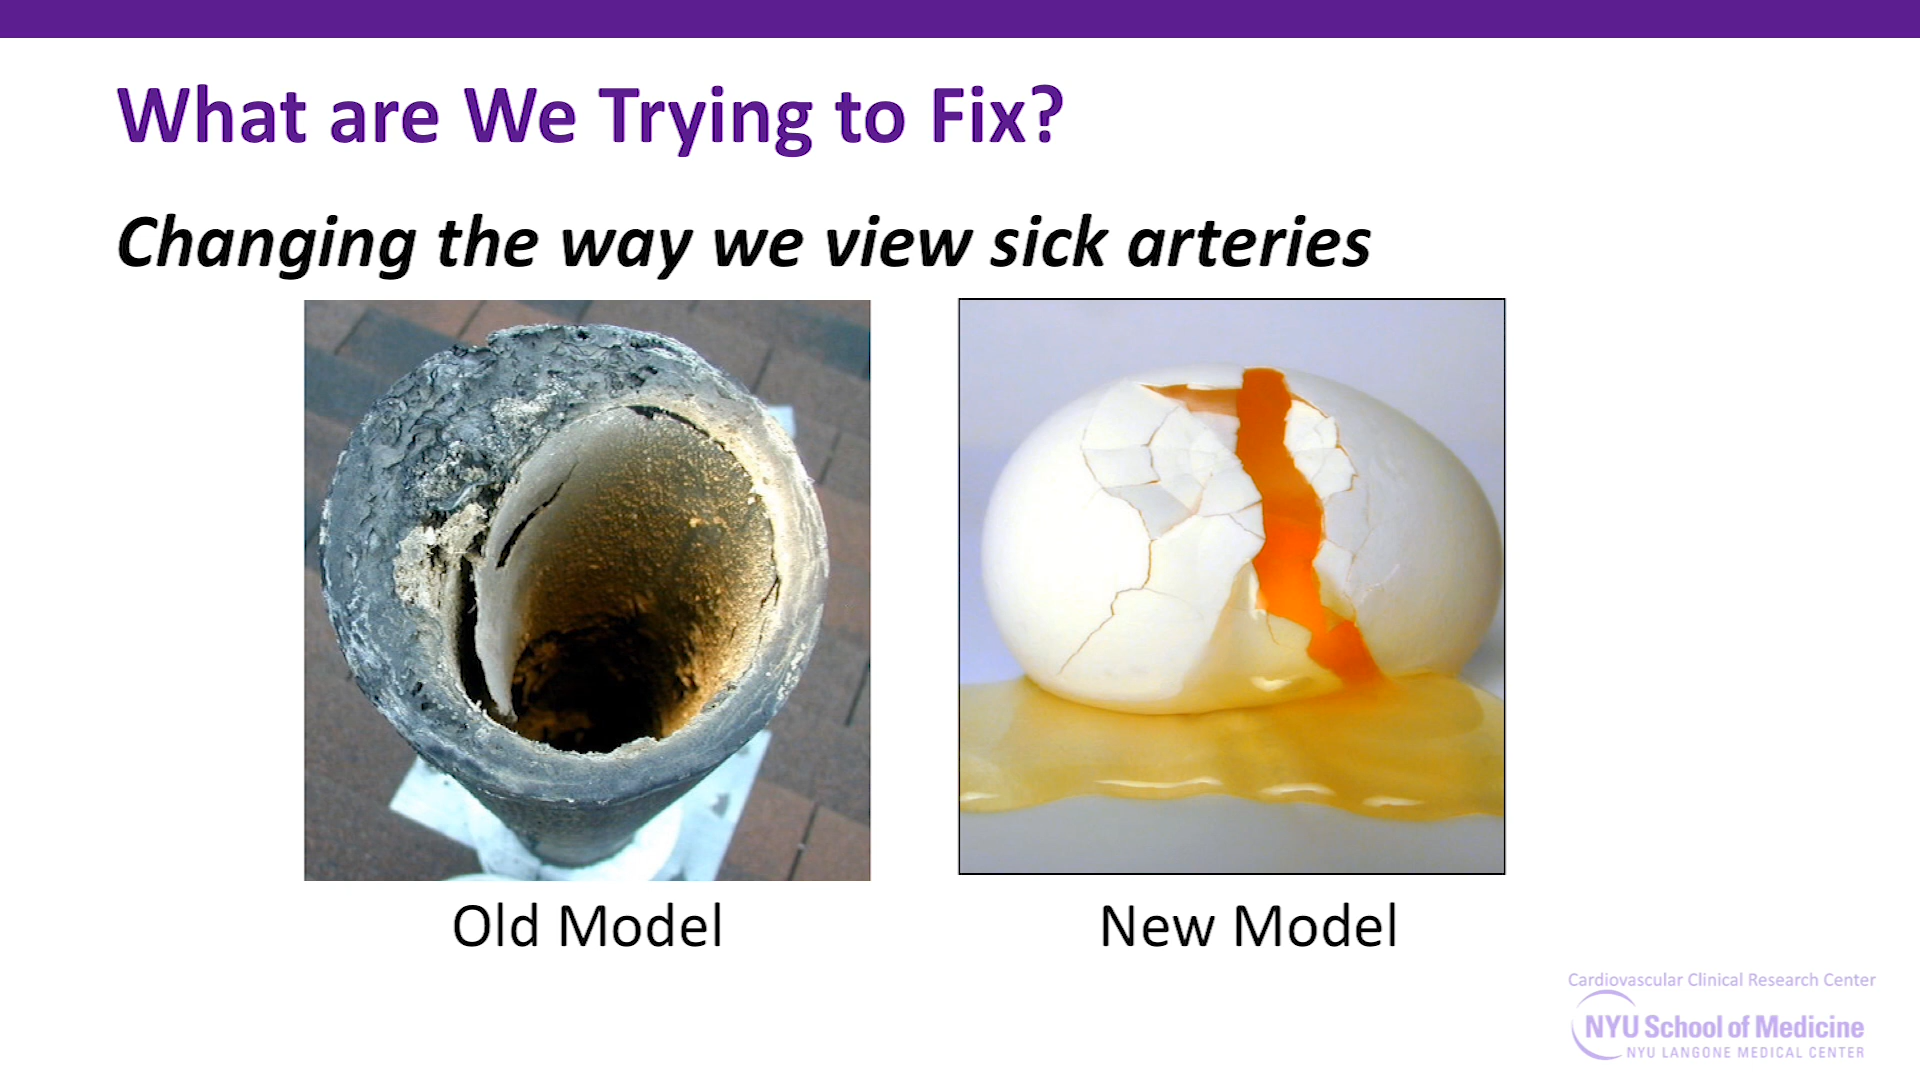 What are We Trying to Fix?
Changing the way we view sick arteries
Old Model
New Model
Cardiovascular Clinical Research Center
NYU School of Medicine
NYU LANGONE MEDICAL CENTER